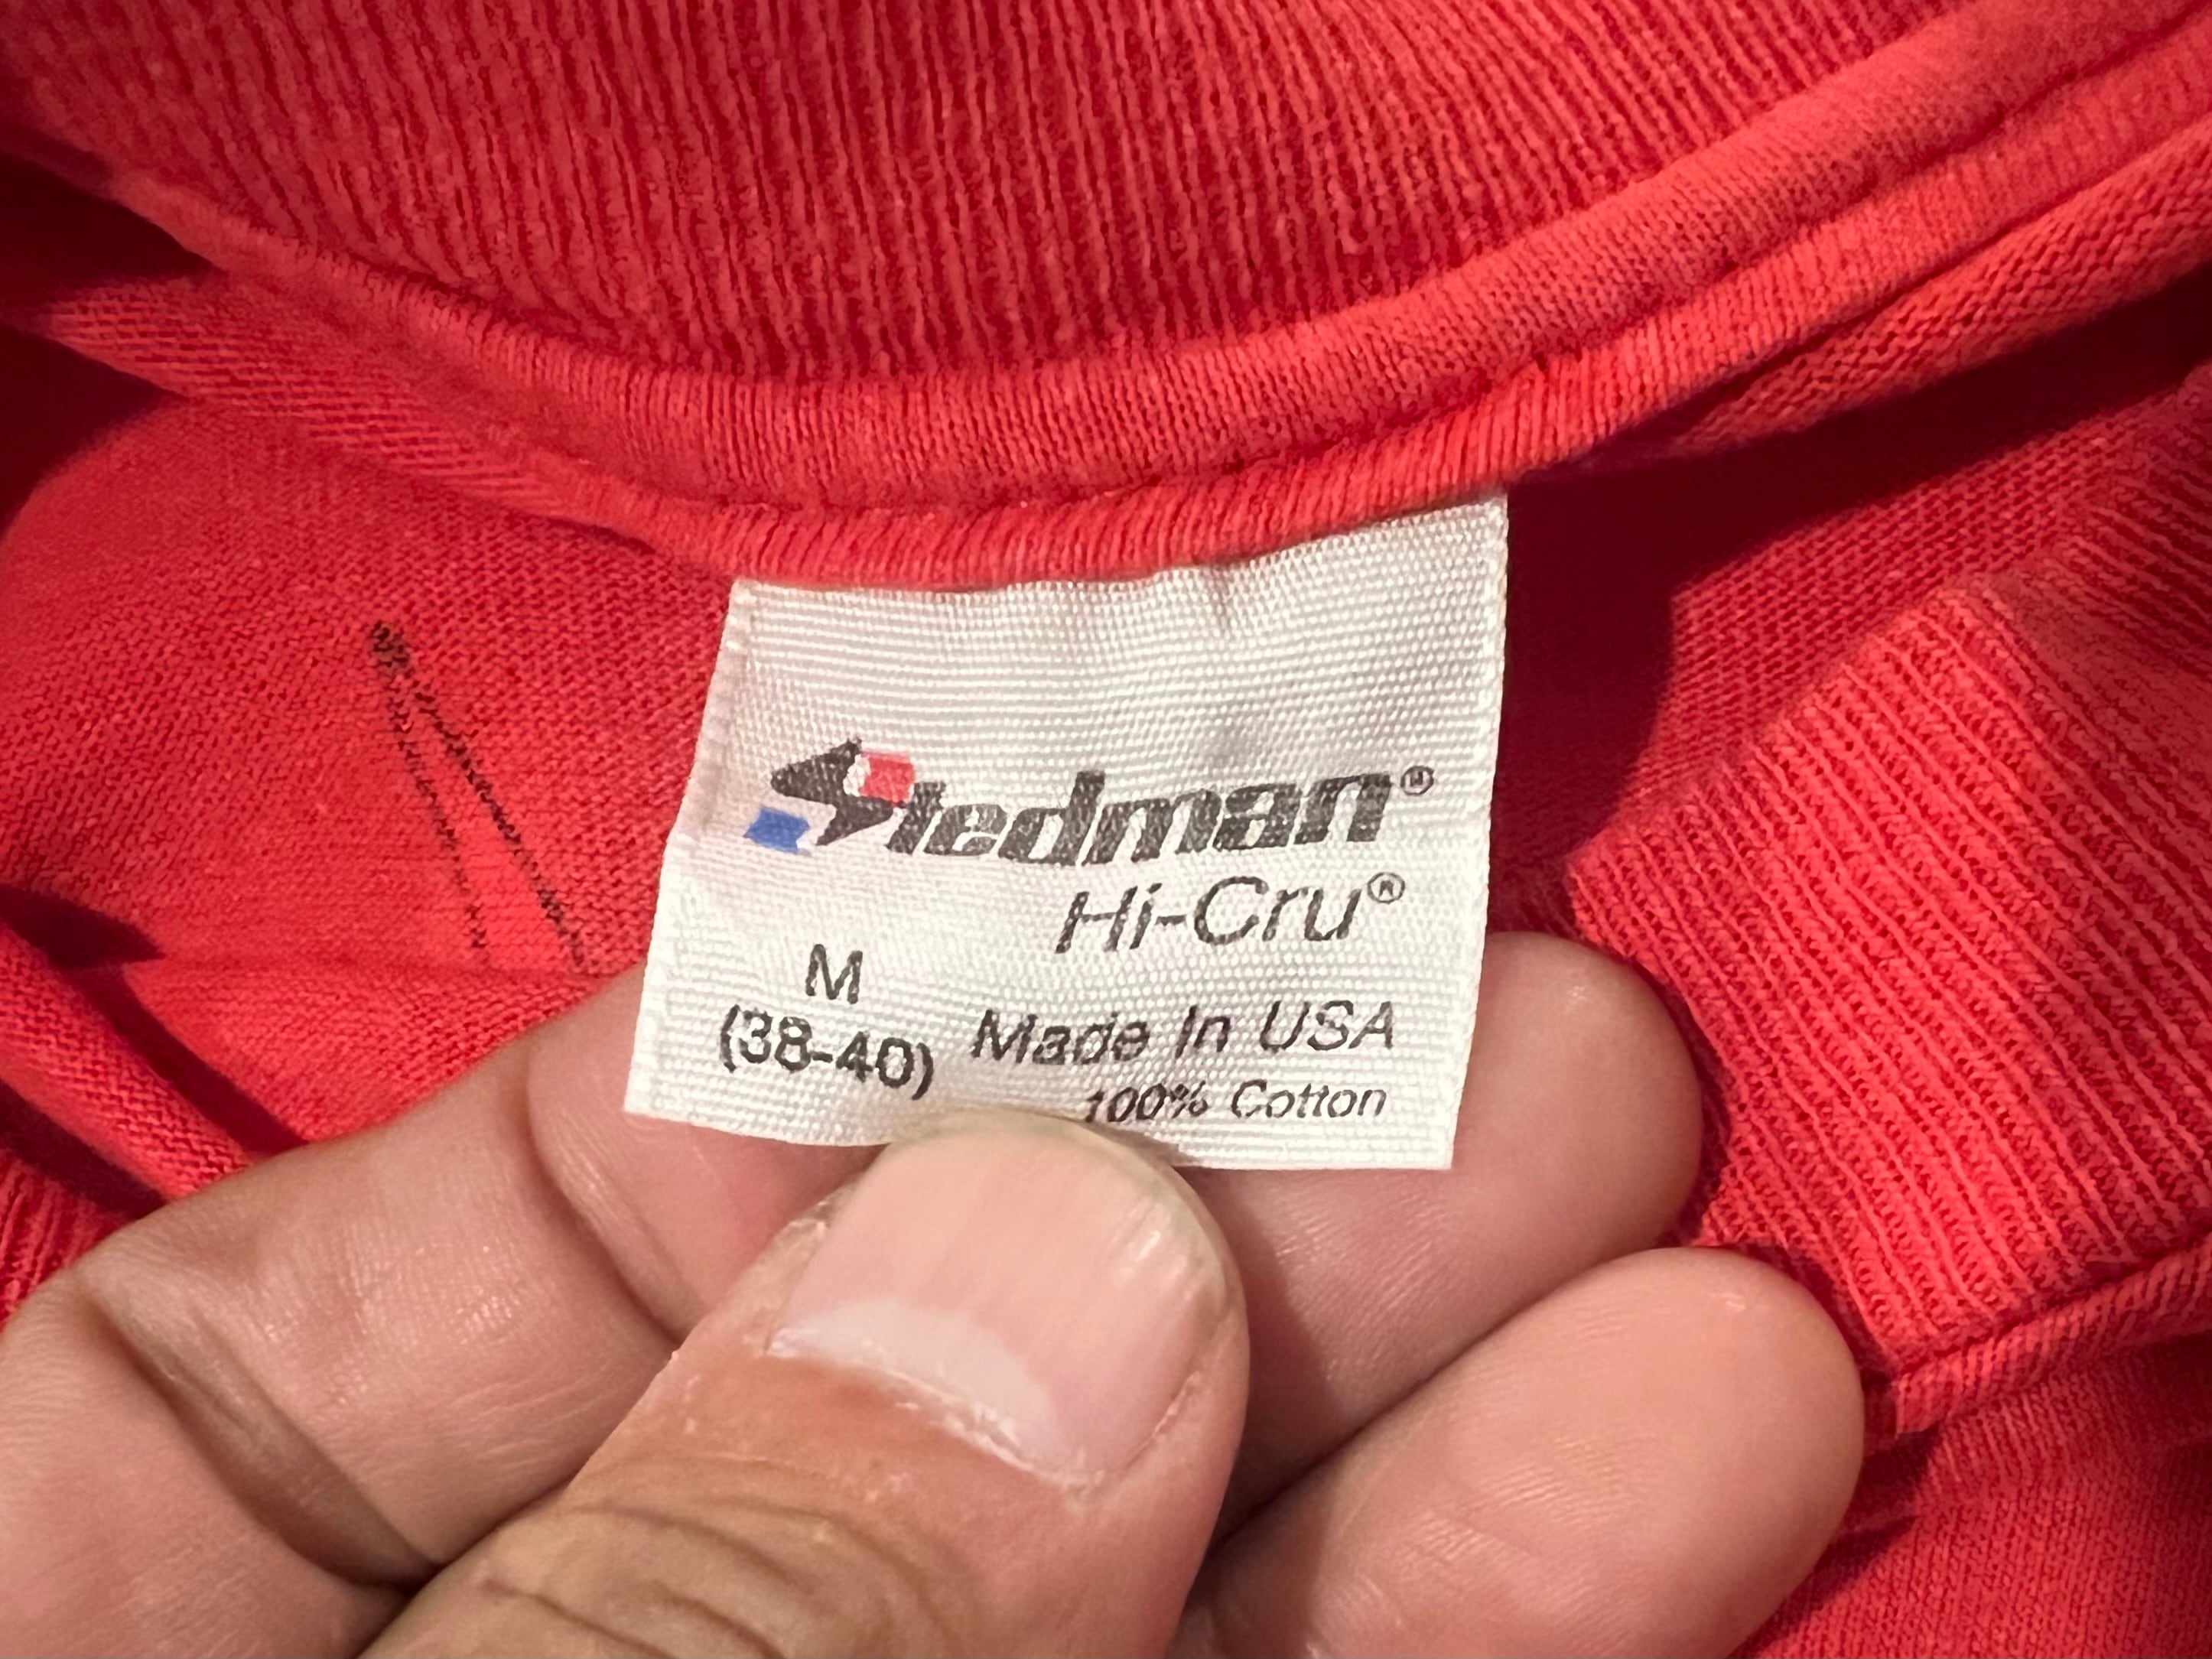 Stedman®
Hi-Cru®
M
(38-40)
Made In USA
100% Cotton